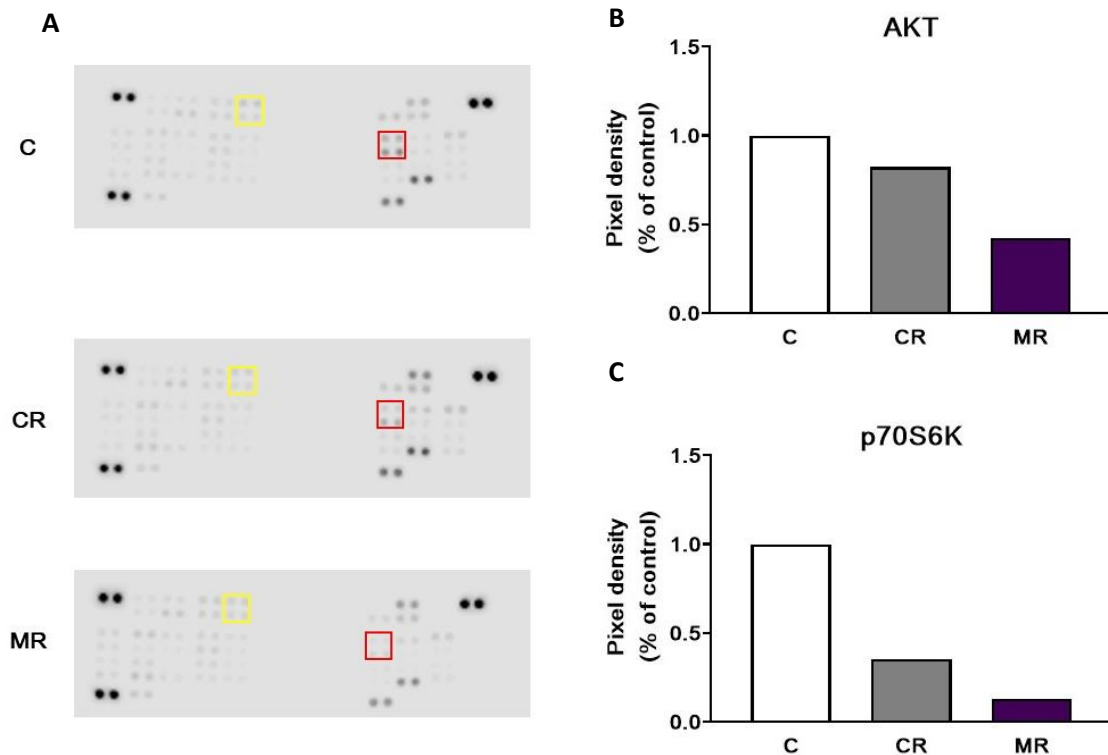 A
C
CR
MR
B
AKT
1.5
1.0
0.5
0.0
Pixel density
(% of control)
C CR MR
C
p70S6K
1.5
1.0
0.5
0.0
Pixel density
(% of control)
C CR MR